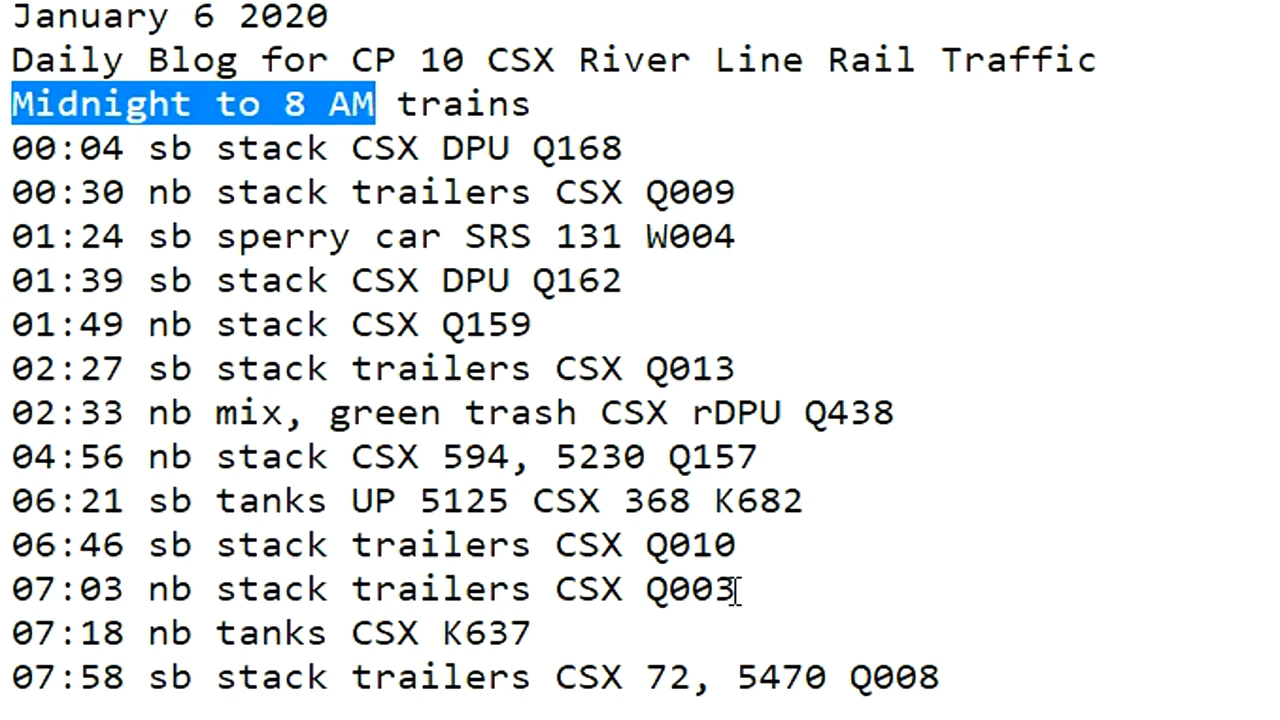 January 6 2020
Daily Blog for CP 10 CSX River Line Rail Traffic
Midnight to 8 AM trains
00:04 sb stack CSX DPU Q168
00:30 nb stack trailers CSX Q009
01:24 sb sperry car SRS 131 W004
01:39 sb stack CSX DPU Q162
01:49 nb stack CSX Q159
02:27 sb stack trailers CSX Q013
02:33 nb mix, green trash CSX rDPU Q438
04:56 nb stack CSX 594, 5230 Q157
06:21 sb tanks UP 5125 CSX 368 K682
06:46 sb stack trailers CSX Q010
07:03 nb stack trailers CSX Q003
07:18 nb tanks CSX K637
07:58 sb stack trailers CSX 72, 5470 Q008